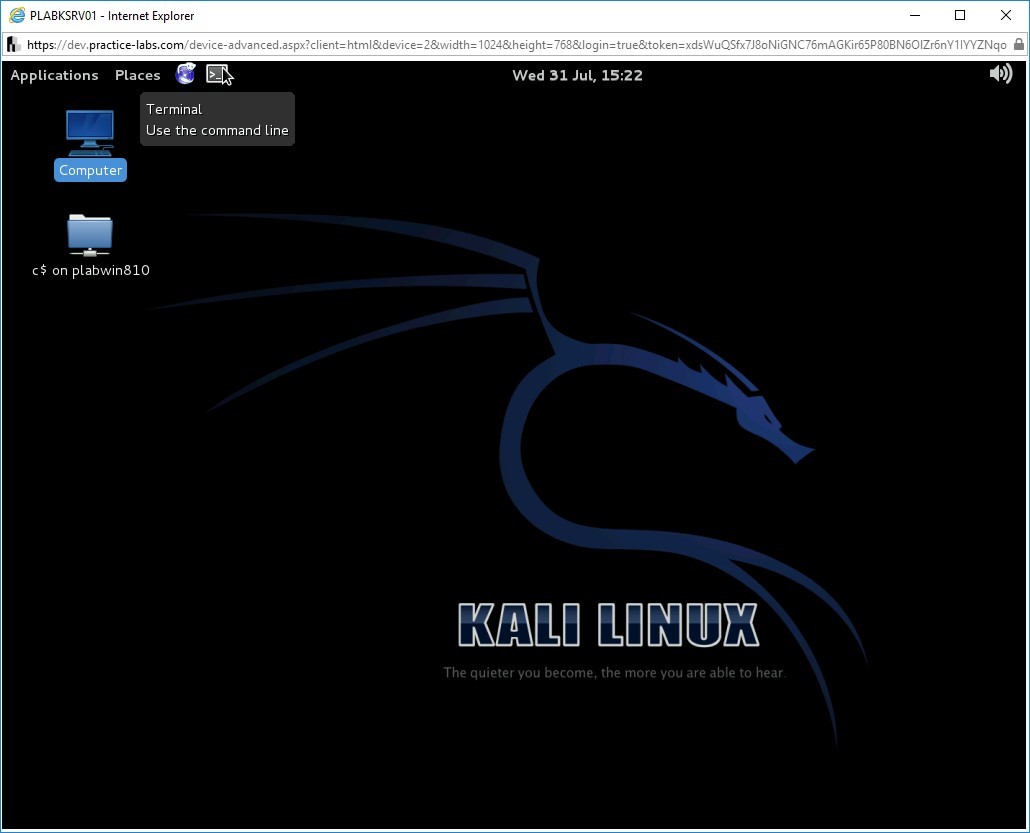 PLABKSRV01 - Internet Explorer
https://dev.practice-labs.com/device-advanced.aspx?client=html&device=2&width=1024&height=768&login=true&token=xdsWuQSfx7J8oNiGNC76mAGKir65P80BN6OIZr6nY1IYYZNqo
Applications Places Wed 31 Jul, 15:22
Terminal
Use the command line
Computer
c$ on plabwin810
KALI LINUX
The quieter you become, the more you are able to hear.